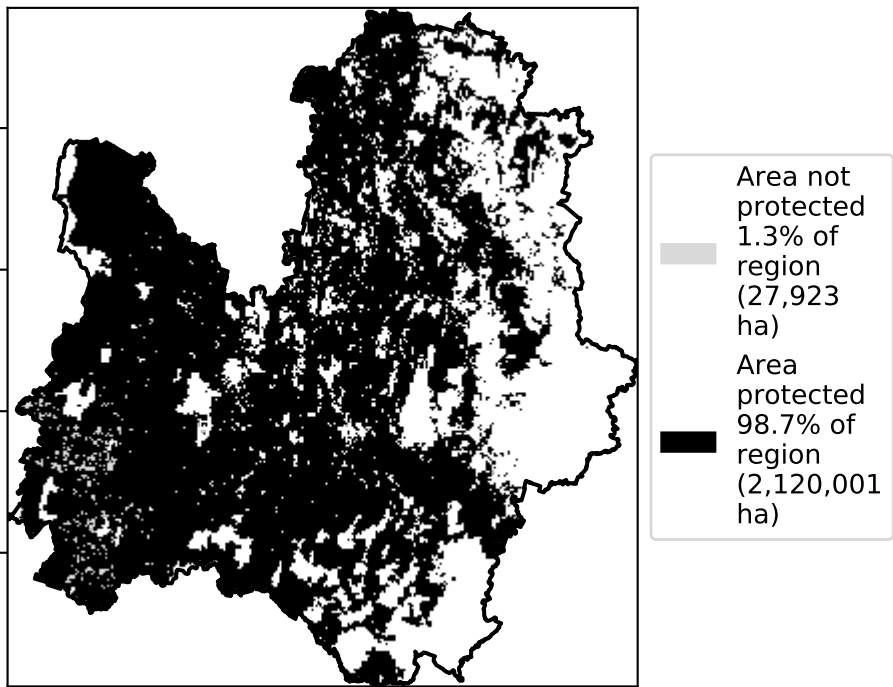 Area not
protected
1.3% of
region
(27,923
ha)
Area
protected
98.7% of
region
(2,120,001
ha)